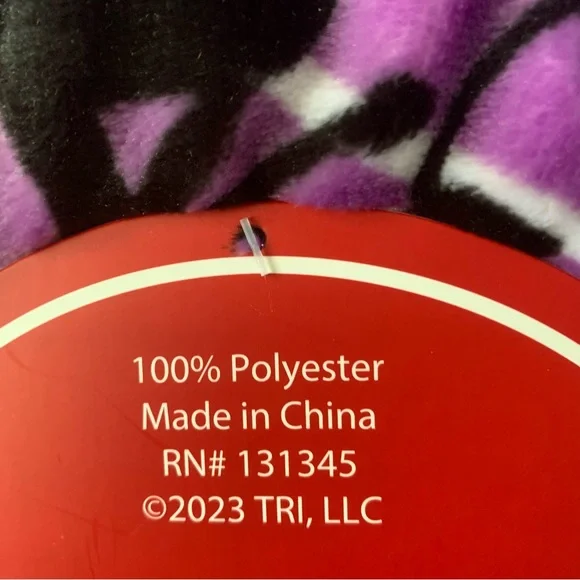 100% Polyester
Made in China
RN# 131345
©2023 TRI, LLC